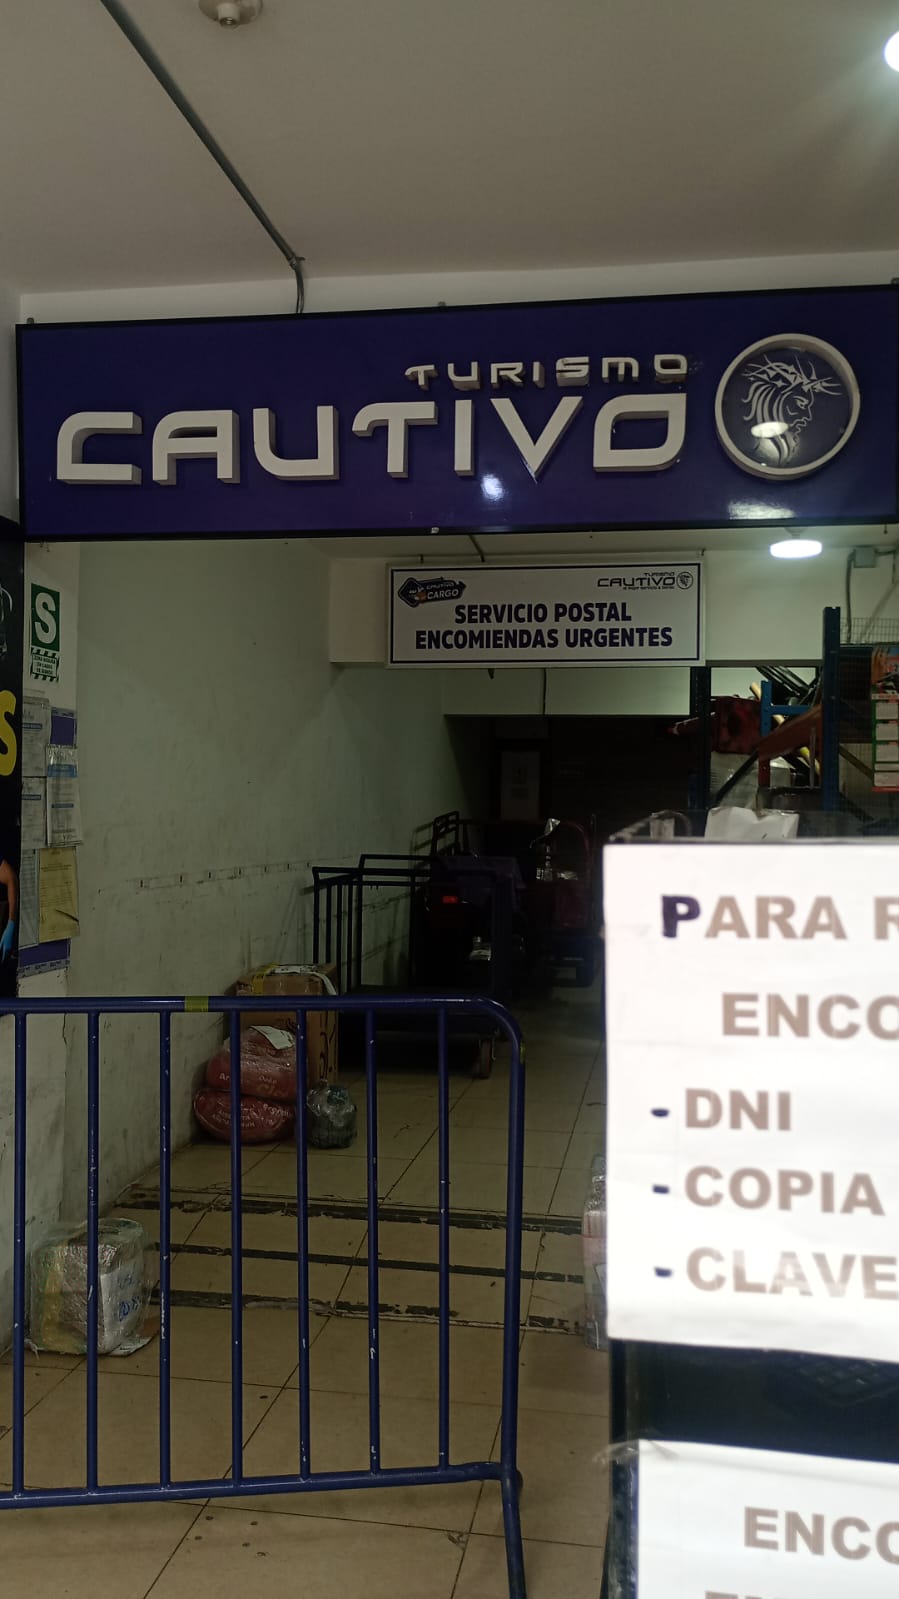 TURISMO
CAUTIVO
S
CAUTIVO
CARGO
TURISMO
CAUTIVO
SERVICIO POSTAL
ENCOMIENDAS URGENTES
S
PARA R
ENCO
- DNI
- COPIA
- CLAVE
ENCO